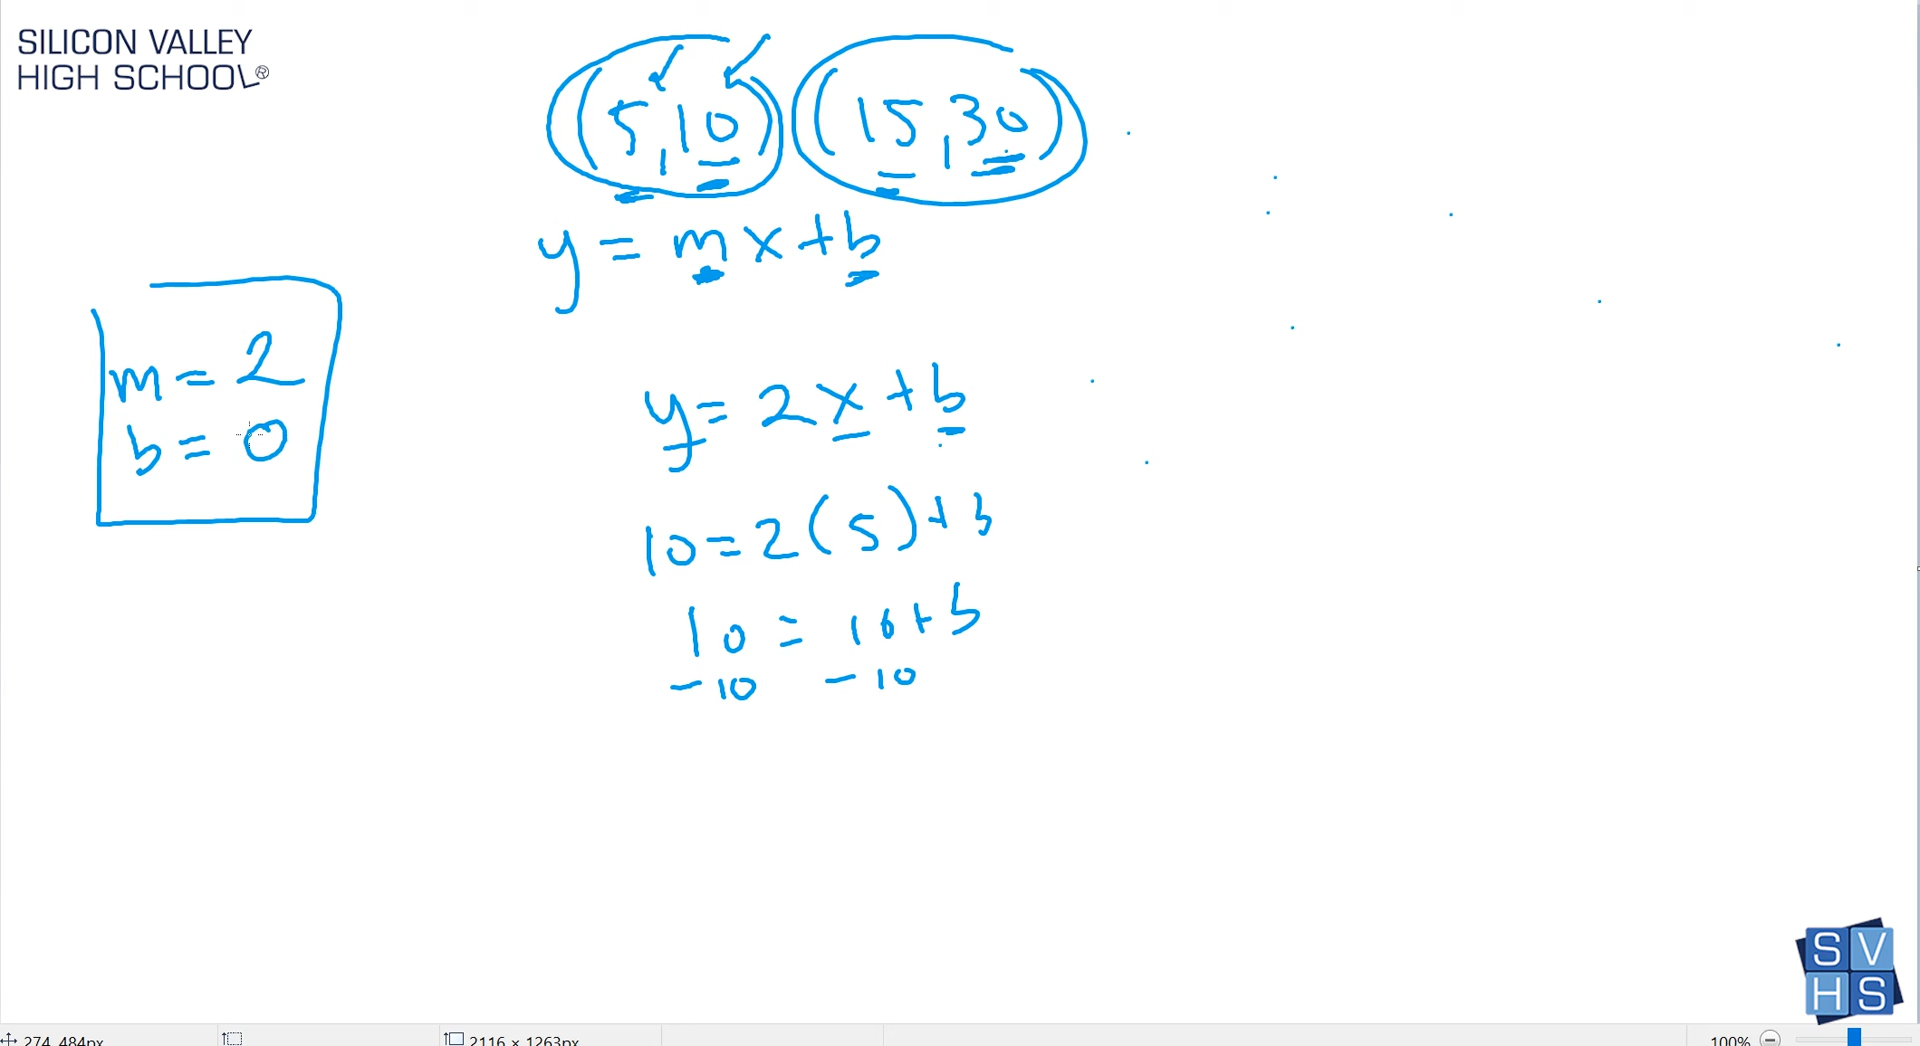 SILICON VALLEY
HIGH SCHOOL®
(5,10) (15,30)
y = mx+b
m = 2
b = 0
y = 2x + b
10 = 2(5) + b
10 = 10 + b
-10 -10
SV
HS
274, 484px
2116 × 1263px
100%